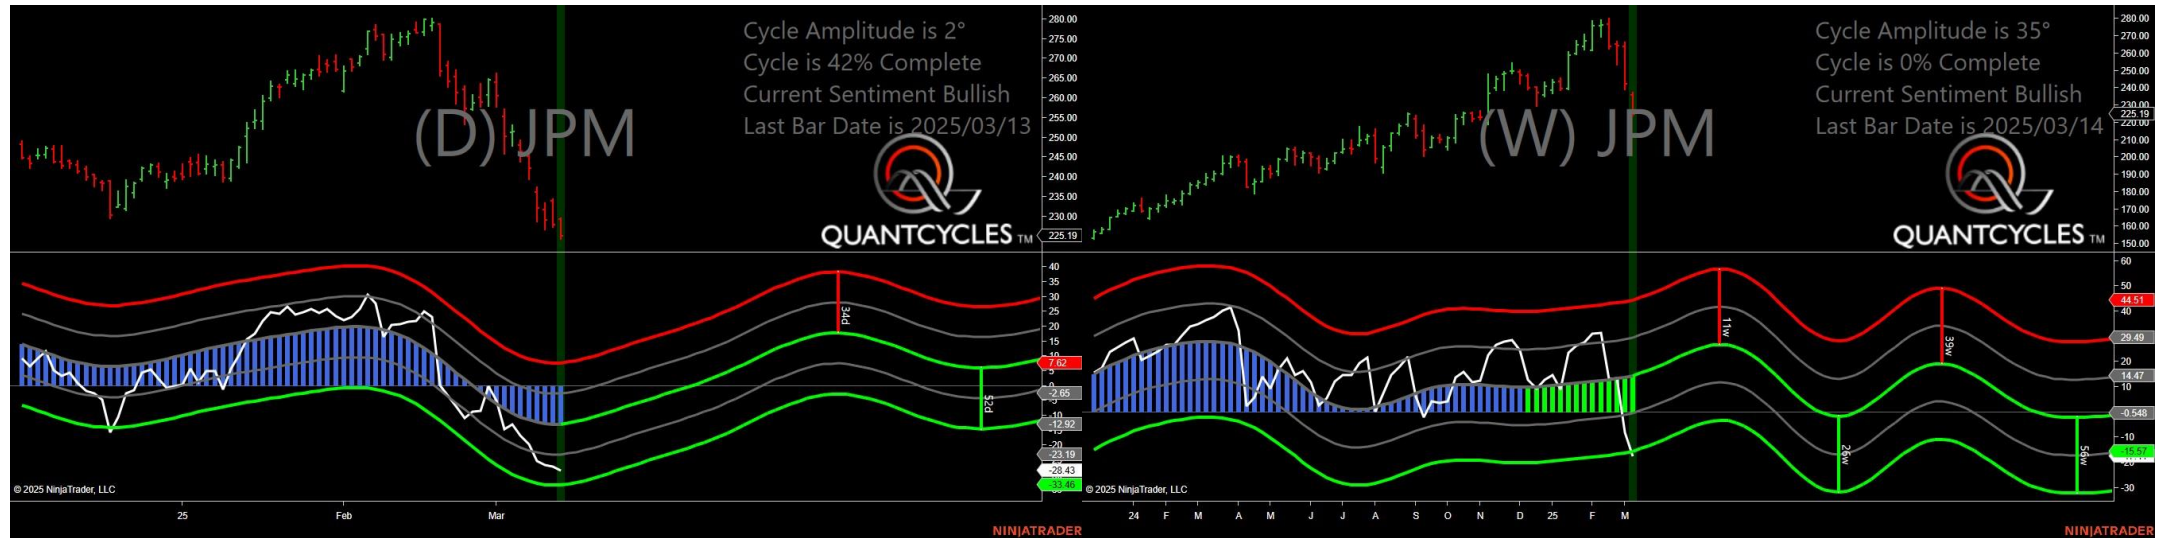 Cycle Amplitude is 2°
Cycle is 42% Complete
Current Sentiment Bullish
Last Bar Date is 2025/03/13
(D) JPM
QUANTCYCLES TM
280.00
275.00
270.00
265.00
260.00
255.00
250.00
245.00
240.00
235.00
230.00
225.19
40
35
30
25
20
15
10
7.62
5
0
-2.65
-5
-10
-12.92
-15
-20
-23.19
-28.43
-33.46
34d
52d
© 2025 NinjaTrader, LLC
25 Feb Mar
NINJATRADER
Cycle Amplitude is 35°
Cycle is 0% Complete
Current Sentiment Bullish
Last Bar Date is 2025/03/14
(W) JPM
QUANTCYCLES TM
280.00
270.00
260.00
250.00
240.00
230.00
225.19
220.00
210.00
200.00
190.00
180.00
170.00
160.00
150.00
60
50
44.51
40
29.49
20
14.47
10
-0.548
-10
-15.57
-20
-30
11w
39w
26w
56w
© 2025 NinjaTrader, LLC
24 F M A M J J A S O N D 25 F M
NINJATRADER